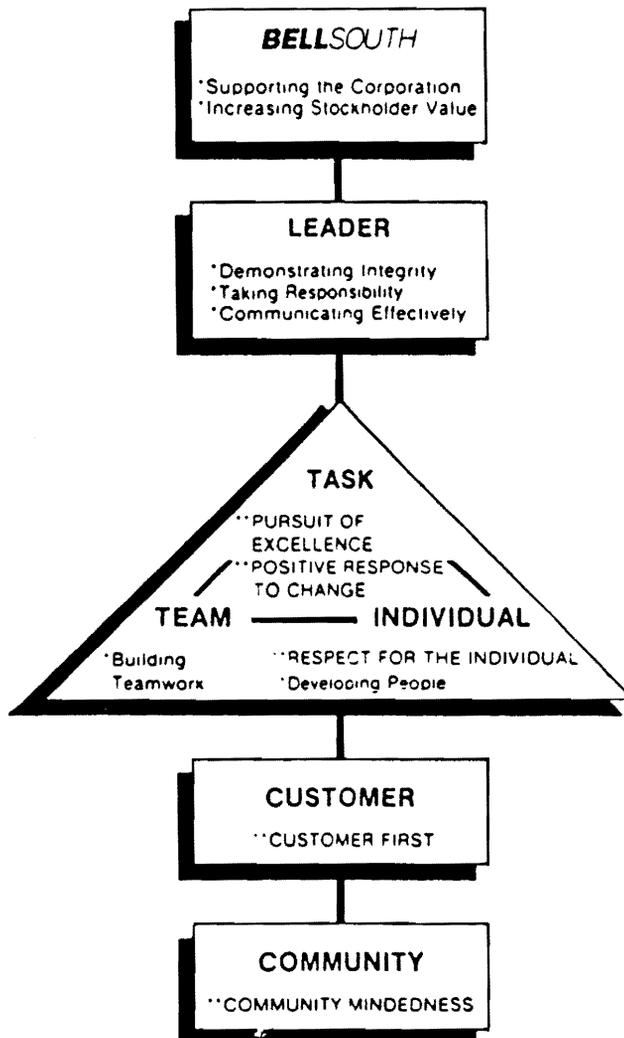 BELLSOUTH
*Supporting the Corporation
*Increasing Stockholder Value
LEADER
*Demonstrating Integrity
*Taking Responsibility
*Communicating Effectively
TASK
**PURSUIT OF
EXCELLENCE
**POSITIVE RESPONSE
TO CHANGE
TEAM
INDIVIDUAL
*Building
Teamwork
**RESPECT FOR THE INDIVIDUAL
*Developing People
CUSTOMER
**CUSTOMER FIRST
COMMUNITY
**COMMUNITY MINDEDNESS